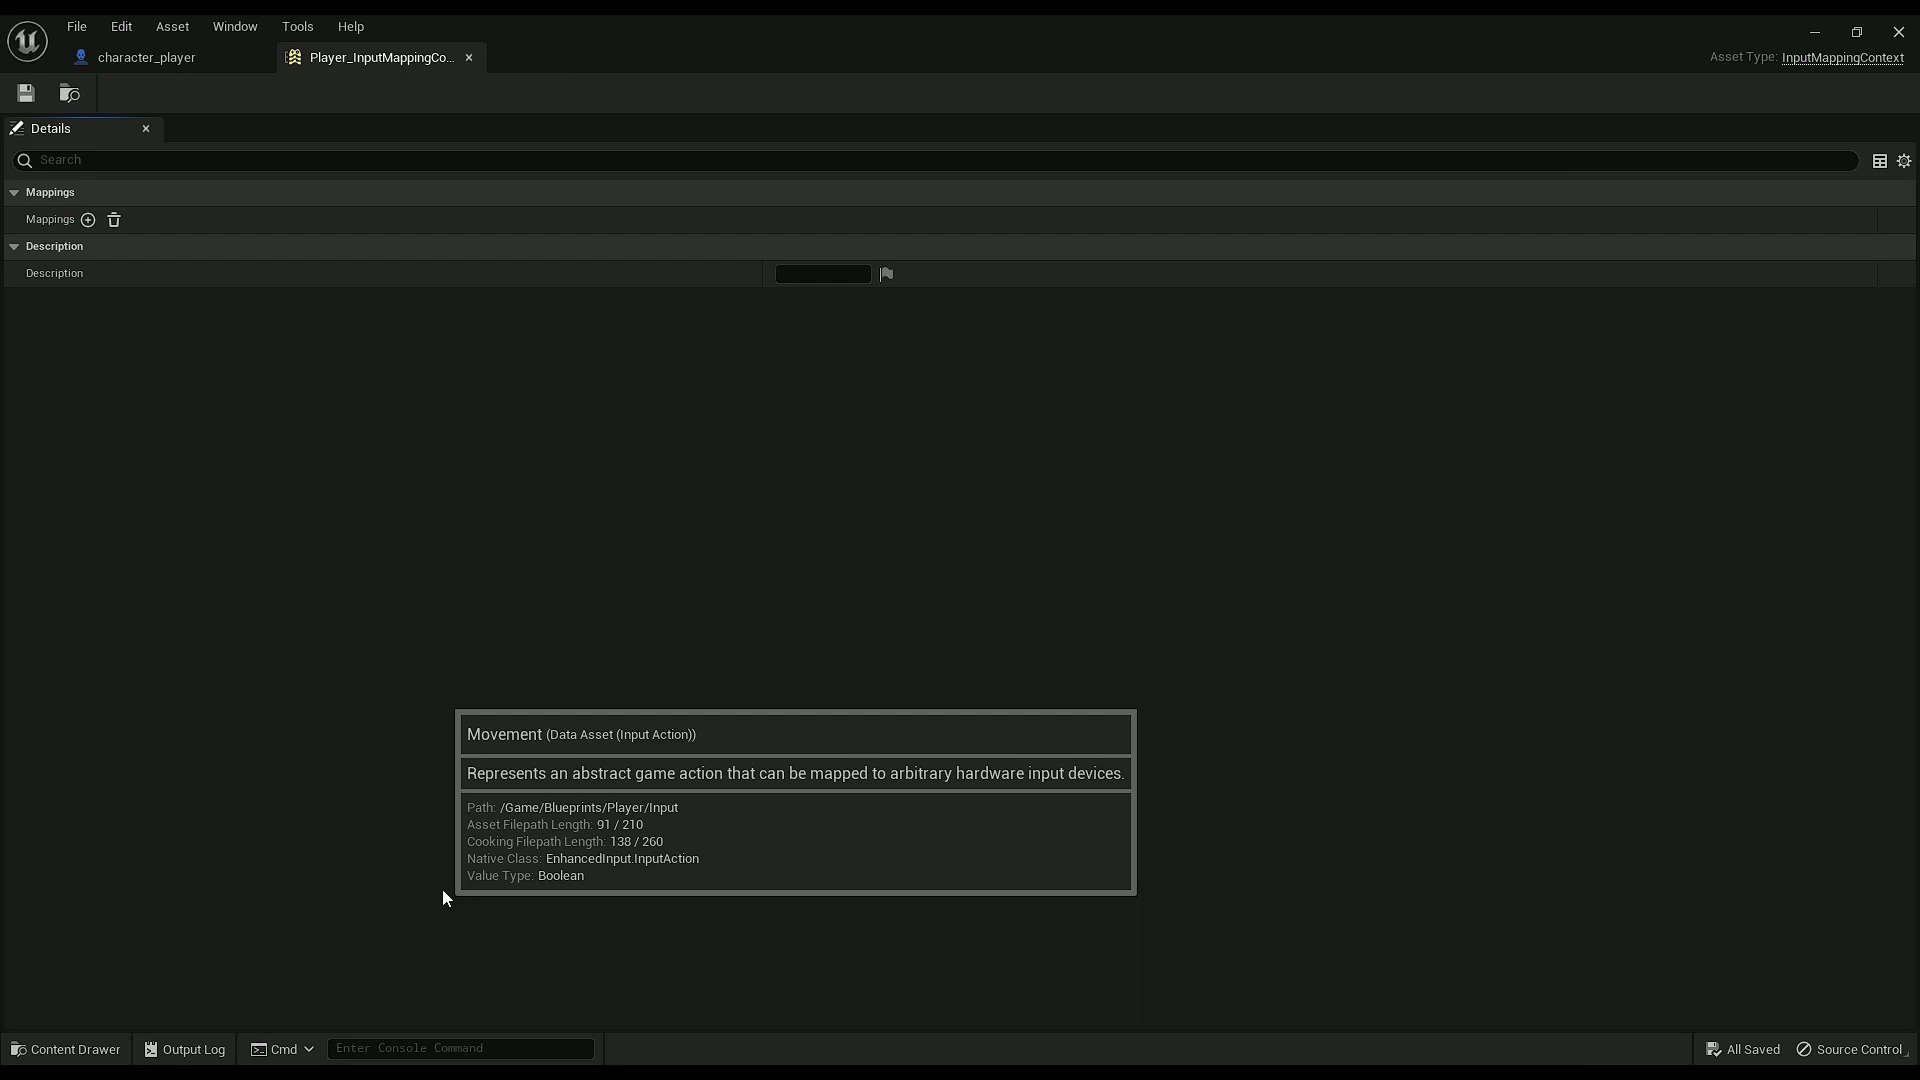 File Edit Asset Window Tools Help
character_player
Player_InputMappingCo...
Asset Type: InputMappingContext
Details
Search
Mappings
Mappings
Description
Description
Movement (Data Asset (Input Action))
Represents an abstract game action that can be mapped to arbitrary hardware input devices.
Path: /Game/Blueprints/Player/Input
Asset Filepath Length: 91 / 210
Cooking Filepath Length: 138 / 260
Native Class: EnhancedInput.InputAction
Value Type: Boolean
Content Drawer
Output Log
Cmd
Enter Console Command
All Saved
Source Control